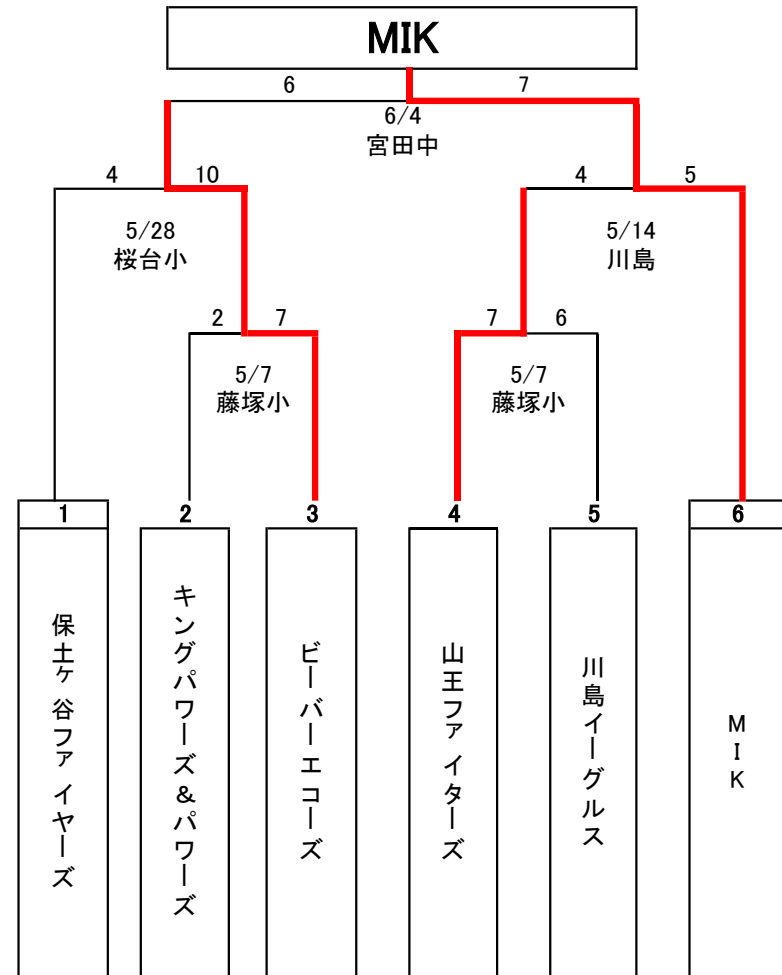 MIK
6
7
6/4
宮田中
4
10
4
5
5/28
桜台小
5/14
川島
2
7
7
6
5/7
藤塚小
5/7
藤塚小
1
2
3
4
5
6
保土ヶ谷ファイヤーズ
キングパワーズ&パワーズ
ビーバーエコーズ
山王ファイターズ
川島イーグルス
MIK